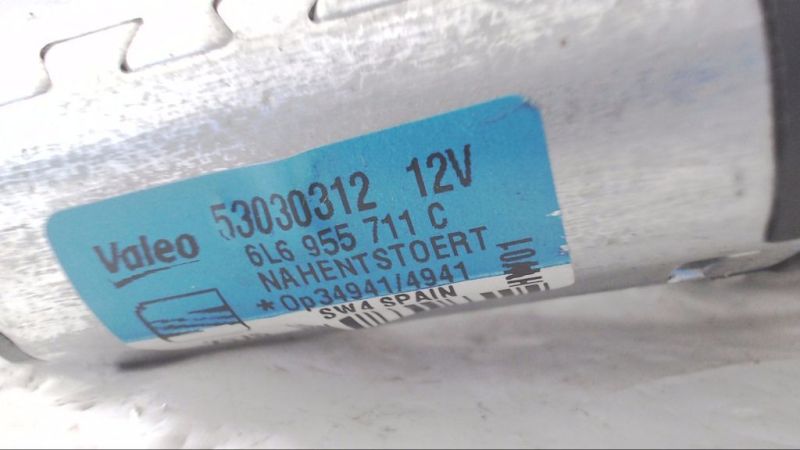 Valeo 53030312 12V
6L6 955 711 C
NAHENTSTOERT
*Op34941/4941
SW4 SPAIN